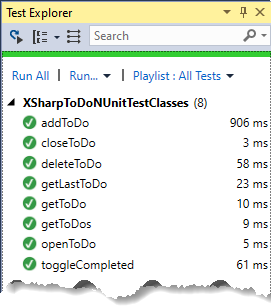 Test Explorer
Search
Run All | Run... | Playlist : All Tests
XSharpToDoNUnitTestClasses (8)
addToDo 906 ms
closeToDo 3 ms
deleteToDo 58 ms
getLastToDo 23 ms
getToDo 10 ms
getToDos 9 ms
openToDo 5 ms
toggleCompleted 61 ms